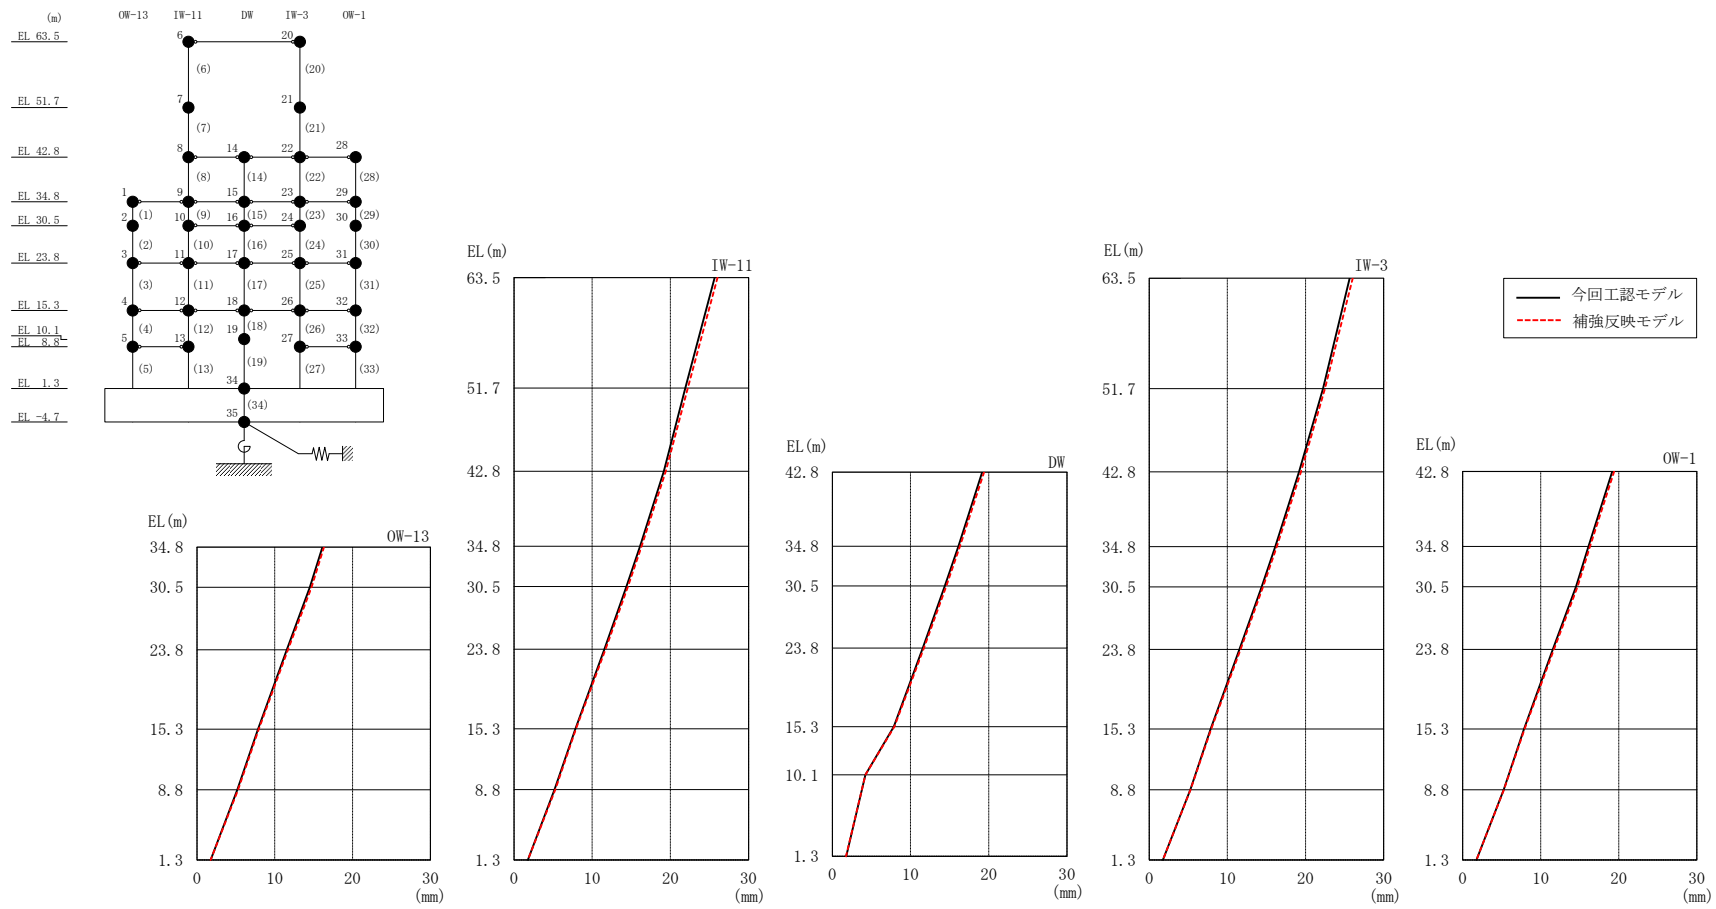 (m) OW-13 IW-11 DW IW-3 OW-1
EL 63.5 6 20
(6) (20)
EL 51.7 7 21
(7) (21)
EL 42.8 8 14 22 28
(8) (14) (22) (28)
EL 34.8 1 9 15 23 29
(1) (9) (15) (23) (29)
EL 30.5 2 10 16 24 30
(2) (10) (16) (24) (30)
EL 23.8 3 11 17 25 31
(3) (11) (17) (25) (31)
EL 15.3 4 12 18 26 32
(4) (12) (18) (26) (32)
EL 10.1 19
EL 8.8 5 13 27 33
(5) (13) (19) (27) (33)
EL 1.3 34
(34)
EL -4.7 35
EL(m)
OW-13
34.8
30.5
23.8
15.3
8.8
1.3
0 10 20 30
(mm)
EL(m)
IW-11
63.5
51.7
42.8
34.8
30.5
23.8
15.3
8.8
1.3
0 10 20 30
(mm)
EL(m)
DW
42.8
34.8
30.5
23.8
15.3
10.1
1.3
0 10 20 30
(mm)
EL(m)
IW-3
63.5
51.7
42.8
34.8
30.5
23.8
15.3
8.8
1.3
0 10 20 30
(mm)
EL(m)
OW-1
42.8
34.8
30.5
23.8
15.3
8.8
1.3
0 10 20 30
(mm)
今回工認モデル
補強反映モデル